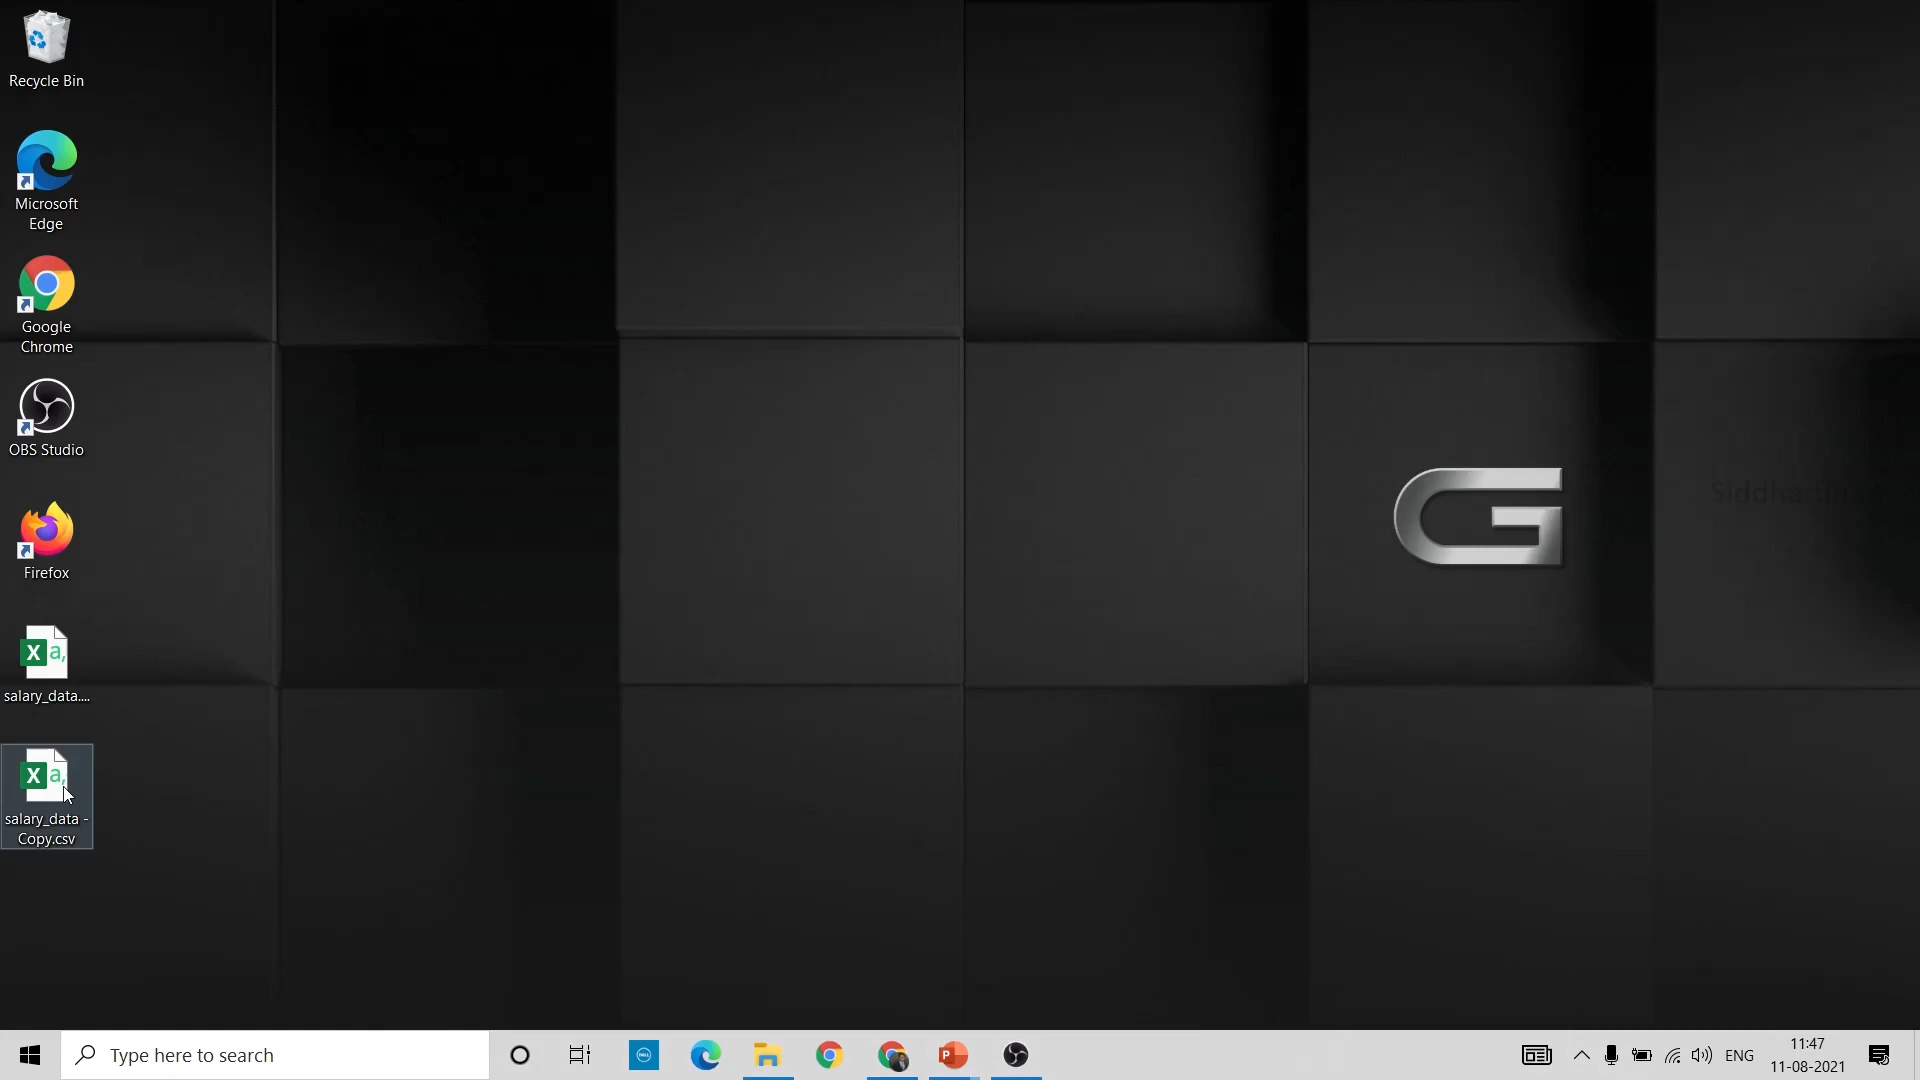 Recycle Bin
Microsoft
Edge
Google
Chrome
OBS Studio
Firefox
salary_data....
salary_data -
Copy.csv
G
Type here to search
ENG
11:47
11-08-2021